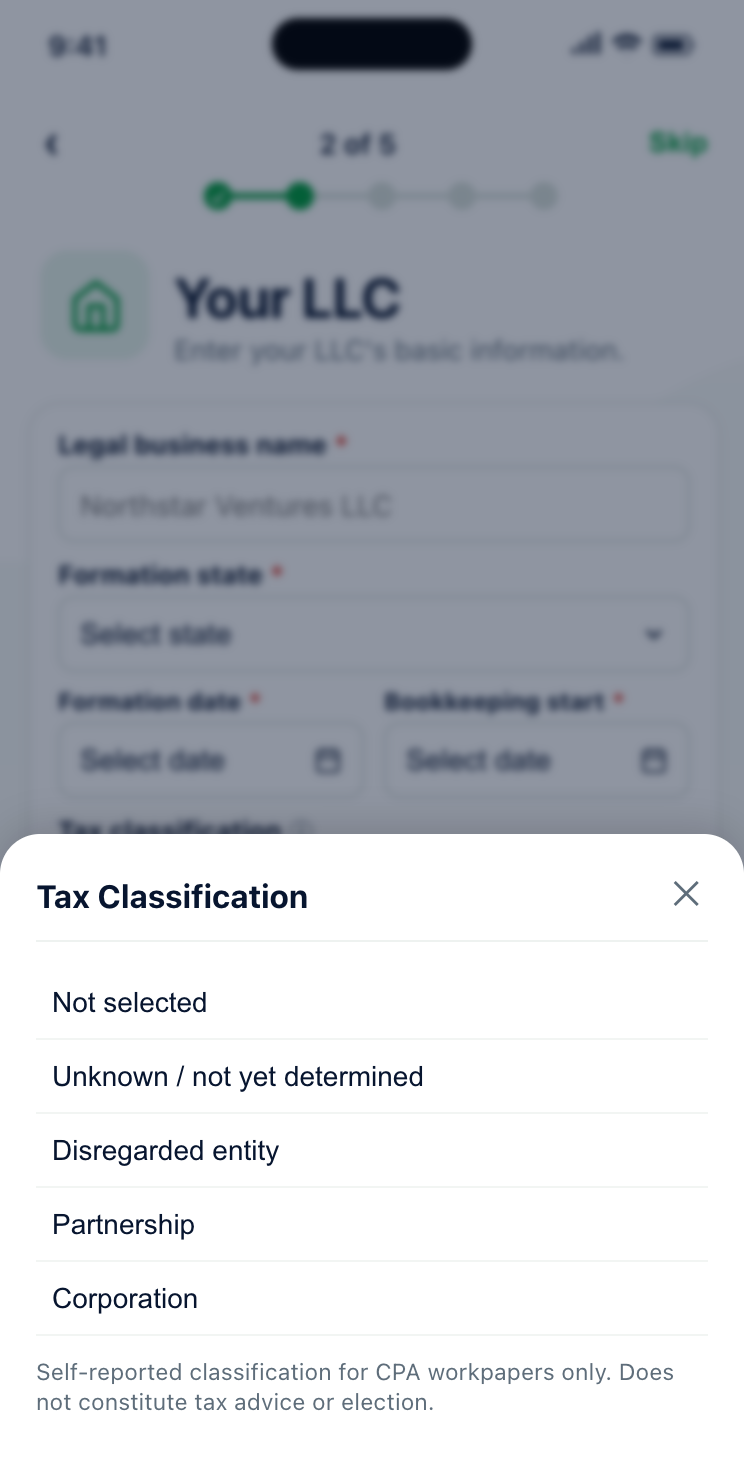 9:41
2 of 5
Skip
Your LLC
Enter your LLC's basic information.
Legal business name *
Northstar Ventures LLC
Formation state *
Select state
Formation date *
Bookkeeping start *
Select date
Select date
Tax classification
Tax Classification
Not selected
Unknown / not yet determined
Disregarded entity
Partnership
Corporation
Self-reported classification for CPA workpapers only. Does
not constitute tax advice or election.